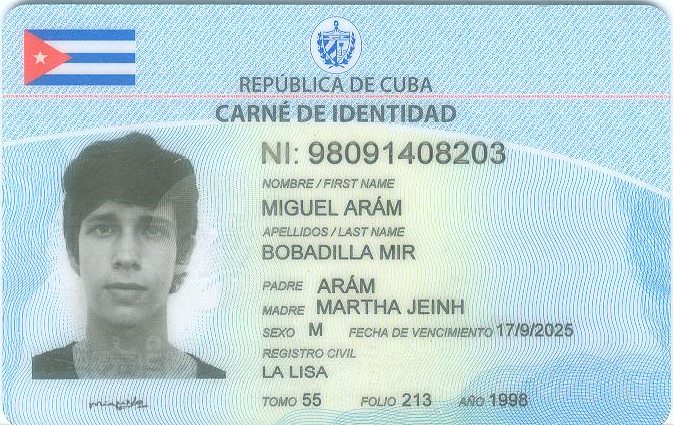 REPÚBLICA DE CUBA
CARNÉ DE IDENTIDAD
NI: 98091408203
NOMBRE / FIRST NAME
MIGUEL ARÁM
APELLIDOS / LAST NAME
BOBADILLA MIR
PADRE ARÁM
MADRE MARTHA JEINH
SEXO M FECHA DE VENCIMIENTO 17/9/2025
REGISTRO CIVIL
LA LISA
TOMO 55 FOLIO 213 AÑO 1998